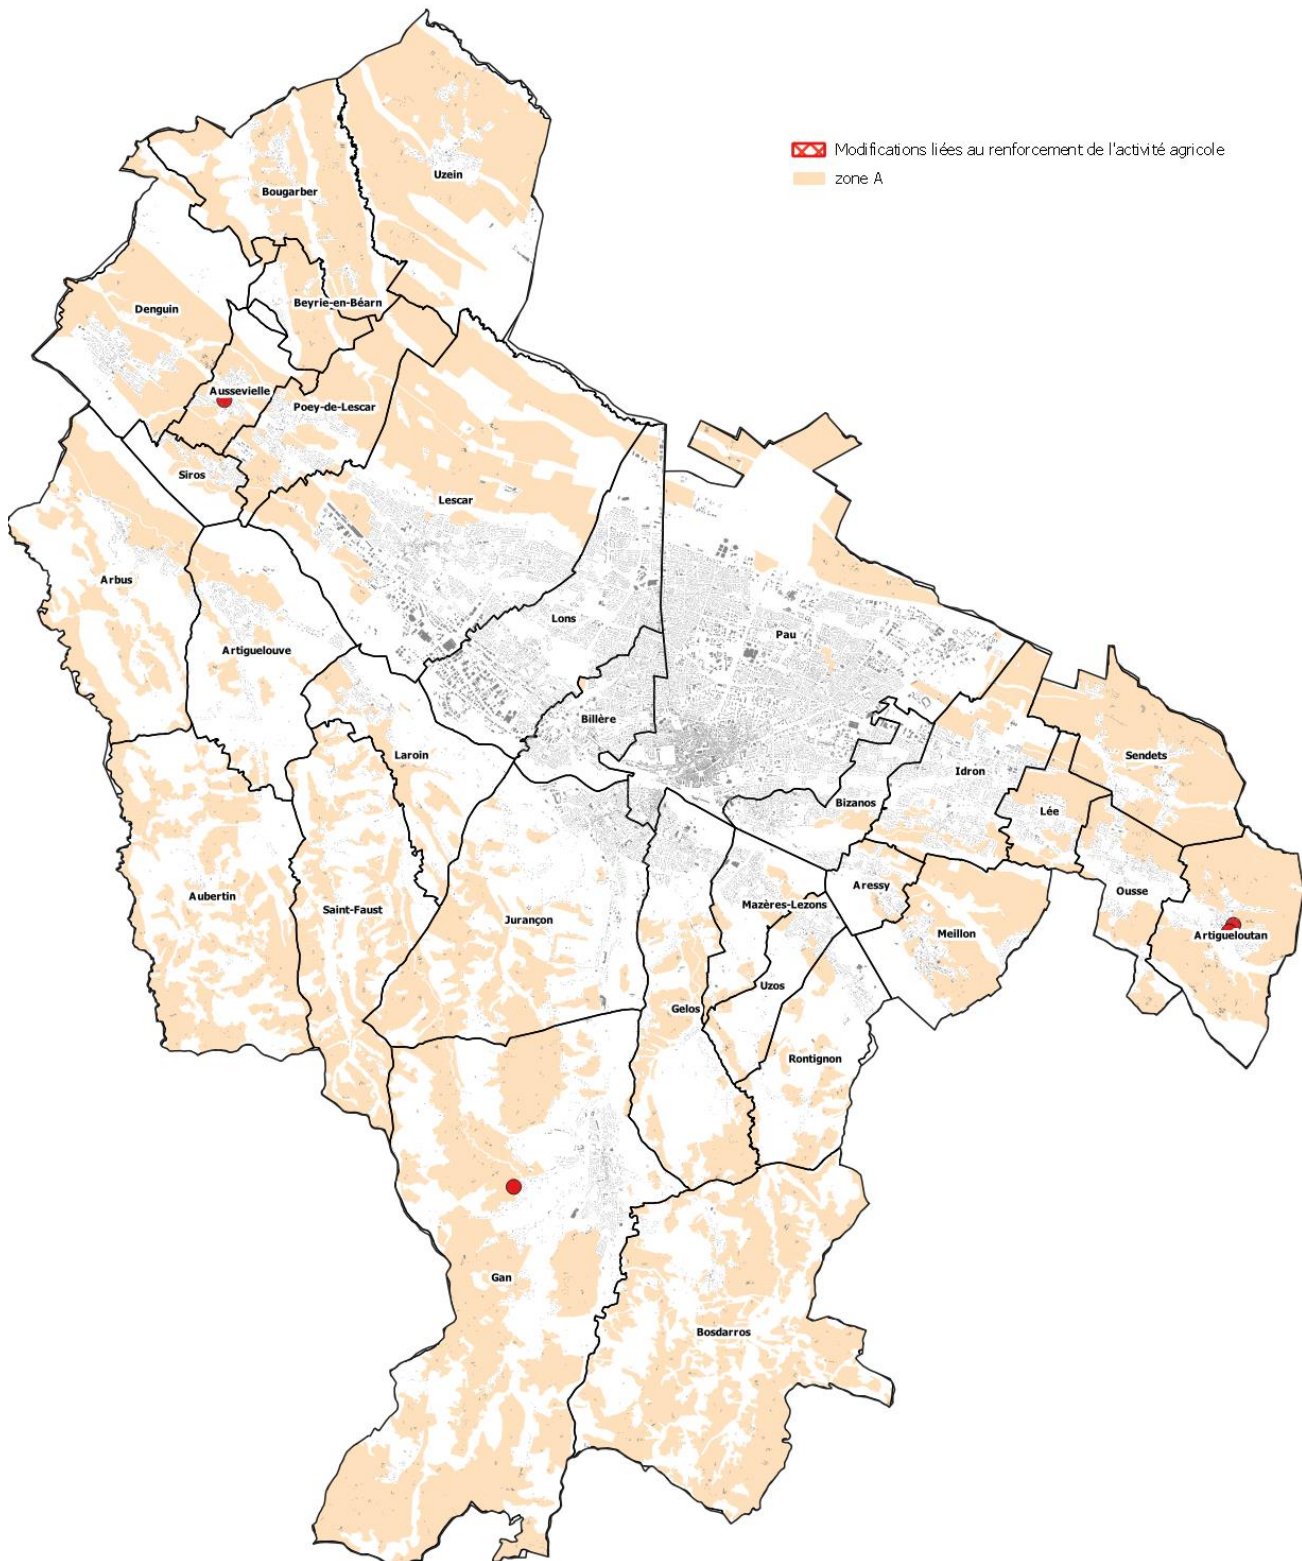 Uzein
Modifications liées au renforcement de l'activité agricole
zone A
Bougarber
Beyrie-en-Béarn
Denguin
Aussevielle
Poey-de-Lescar
Siros
Lescar
Arbus
Lons
Pau
Artiguelouve
Billère
Laroin
Sendets
Idron
Bizanos
Lée
Aressy
Ousse
Aubertin
Mazères-Lezons
Saint-Faust
Jurançon
Meillon
Artigueloutan
Uzos
Gelos
Rontignon
Gan
Bosdarros